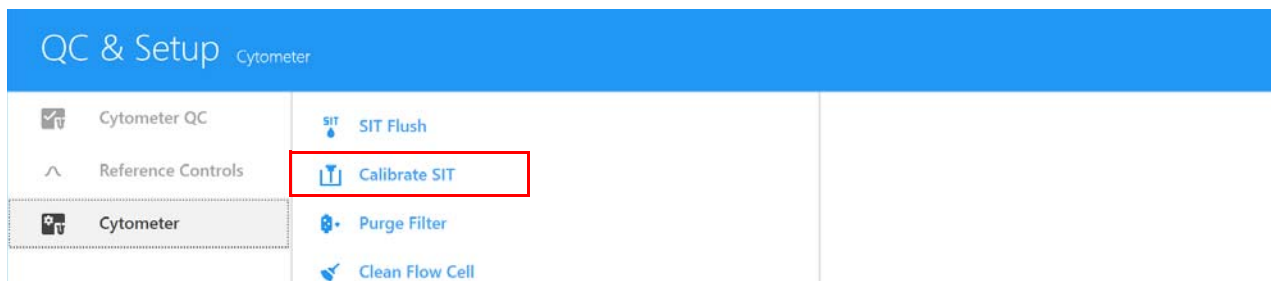 QC & Setup Cytometer
Cytometer QC
Reference Controls
Cytometer
SIT SIT Flush
Calibrate SIT
Purge Filter
Clean Flow Cell